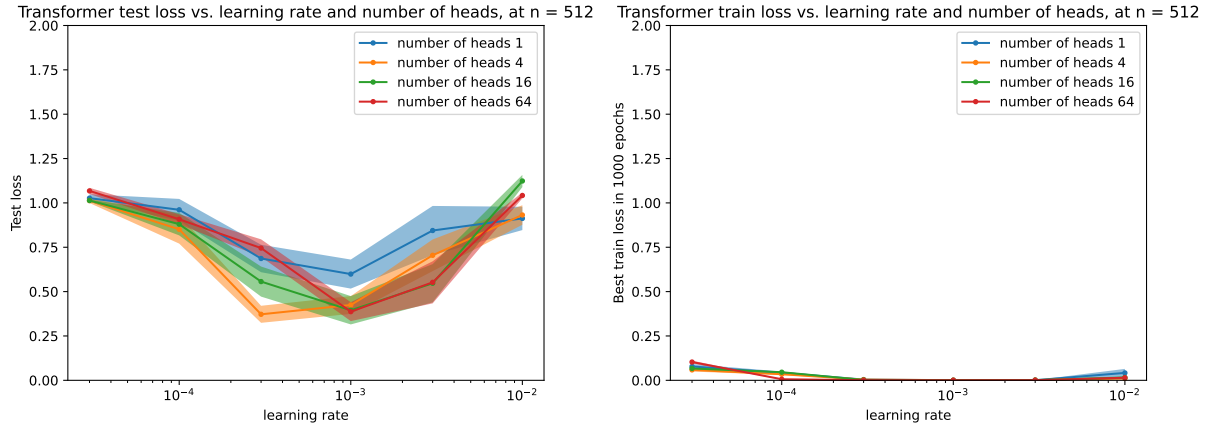 Transformer test loss vs. learning rate and number of heads, at n = 512
2.00
1.75
1.50
1.25
1.00
0.75
0.50
0.25
0.00
Test loss
number of heads 1
number of heads 4
number of heads 16
number of heads 64
10⁻⁴
10⁻³
10⁻²
learning rate
Transformer train loss vs. learning rate and number of heads, at n = 512
2.00
1.75
1.50
1.25
1.00
0.75
0.50
0.25
0.00
Best train loss in 1000 epochs
number of heads 1
number of heads 4
number of heads 16
number of heads 64
10⁻⁴
10⁻³
10⁻²
learning rate